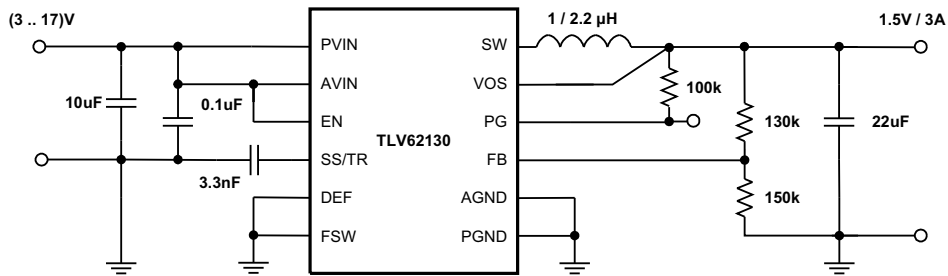 (3 .. 17)V
1 / 2.2 µH
1.5V / 3A
PVIN
SW
AVIN
VOS
100k
10uF
0.1uF
EN
PG
TLV62130
130k
22uF
SS/TR
FB
3.3nF
DEF
AGND
150k
FSW
PGND